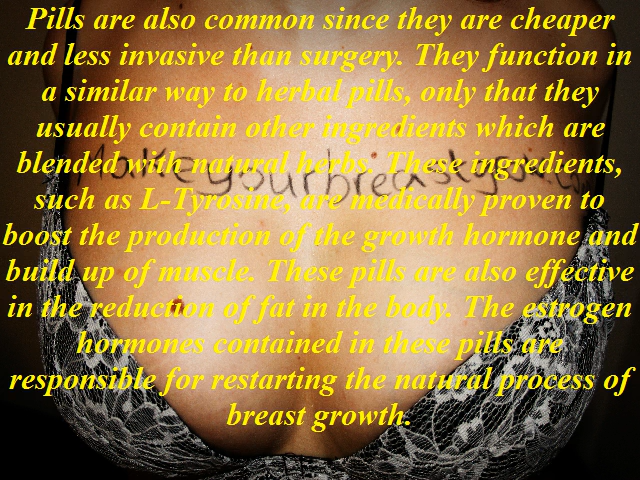 Pills are also common since they are cheaper
and less invasive than surgery. They function in
a similar way to herbal pills, only that they
usually contain other ingredients which are
blended with natural herbs. These ingredients,
such as L-Tyrosine, are medically proven to
boost the production of the growth hormone and
build up of muscle. These pills are also effective
in the reduction of fat in the body. The estrogen
hormones contained in these pills are
responsible for restarting the natural process of
breast growth.
Make your breast